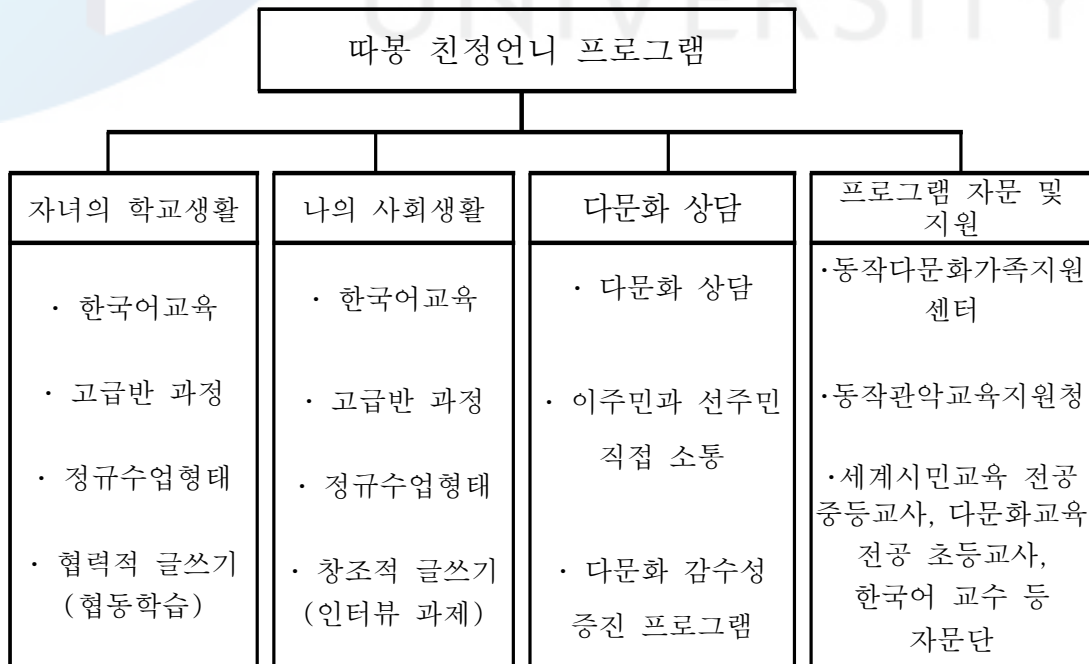 UNIVERSITY
따봉 친정언니 프로그램
자녀의 학교생활
· 한국어교육
· 고급반 과정
· 정규수업형태
· 협력적 글쓰기
(협동학습)
나의 사회생활
· 한국어교육
· 고급반 과정
· 정규수업형태
· 창조적 글쓰기
(인터뷰 과제)
다문화 상담
· 다문화 상담
· 이주민과 선주민
직접 소통
· 다문화 감수성
증진 프로그램
프로그램 자문 및
지원
·동작다문화가족지원
센터
·동작관악교육지원청
·세계시민교육 전공
중등교사, 다문화교육
전공 초등교사,
한국어 교수 등
자문단